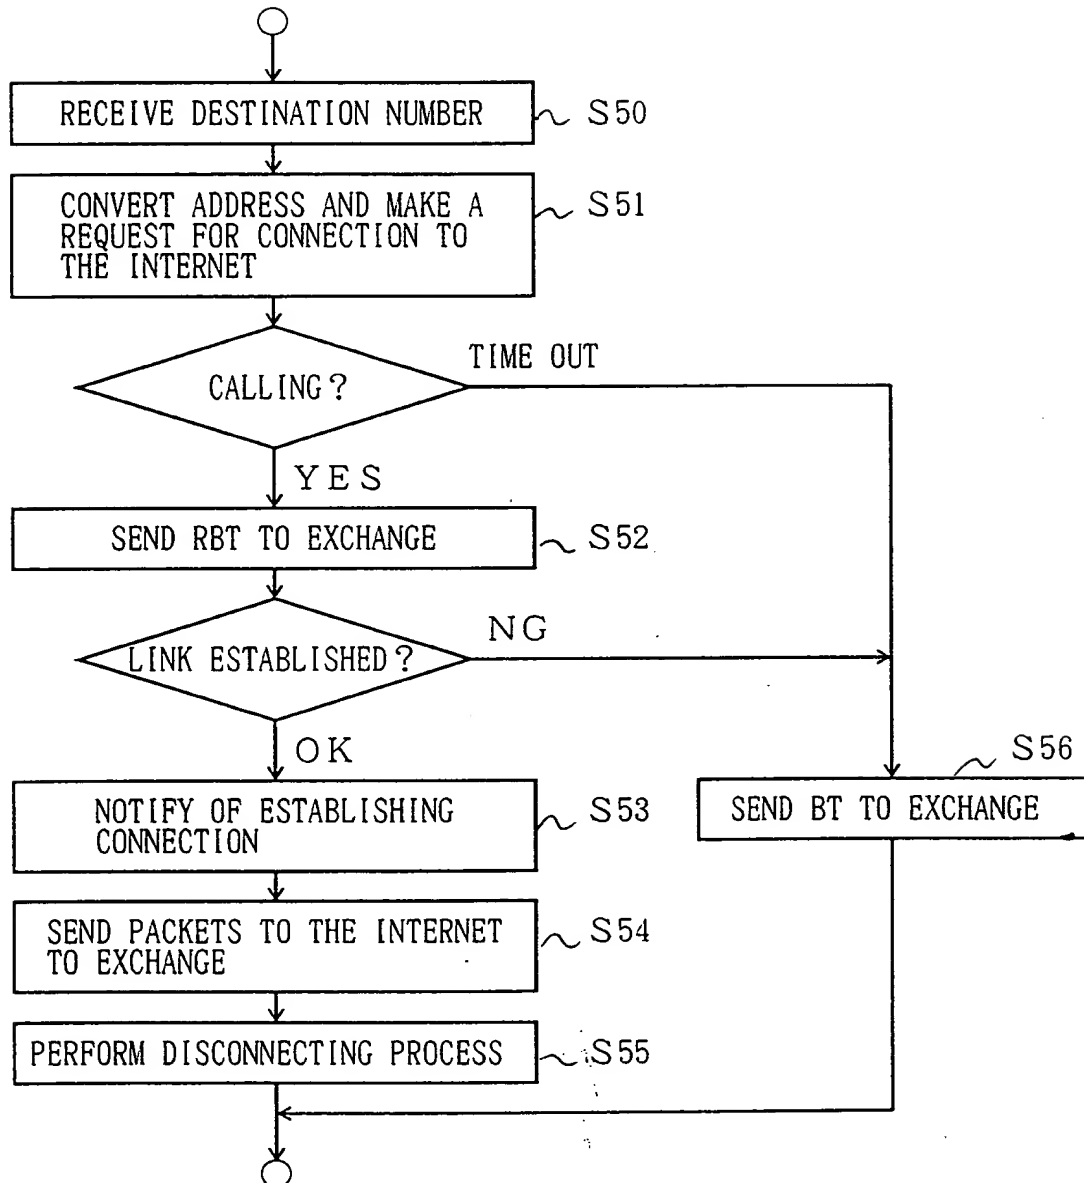 RECEIVE DESTINATION NUMBER
S50
CONVERT ADDRESS AND MAKE A
REQUEST FOR CONNECTION TO
THE INTERNET
S51
CALLING?
TIME OUT
YES
SEND RBT TO EXCHANGE
S52
LINK ESTABLISHED?
NG
OK
NOTIFY OF ESTABLISHING
CONNECTION
S53
S56
SEND BT TO EXCHANGE
SEND PACKETS TO THE INTERNET
TO EXCHANGE
S54
PERFORM DISCONNECTING PROCESS
S55